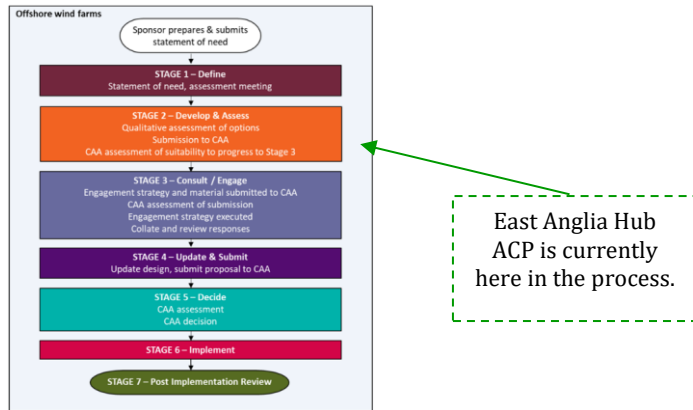 Offshore wind farms
Sponsor prepares & submits
statement of need
STAGE 1 – Define
Statement of need, assessment meeting
STAGE 2 – Develop & Assess
Qualitative assessment of options
Submission to CAA
CAA assessment of suitability to progress to Stage 3
STAGE 3 – Consult / Engage
Engagement strategy and material submitted to CAA
CAA assessment of submission
Engagement strategy executed
Collate and review responses
STAGE 4 – Update & Submit
Update design, submit proposal to CAA
STAGE 5 – Decide
CAA assessment
CAA decision
STAGE 6 – Implement
STAGE 7 – Post Implementation Review
East Anglia Hub
ACP is currently
here in the process.